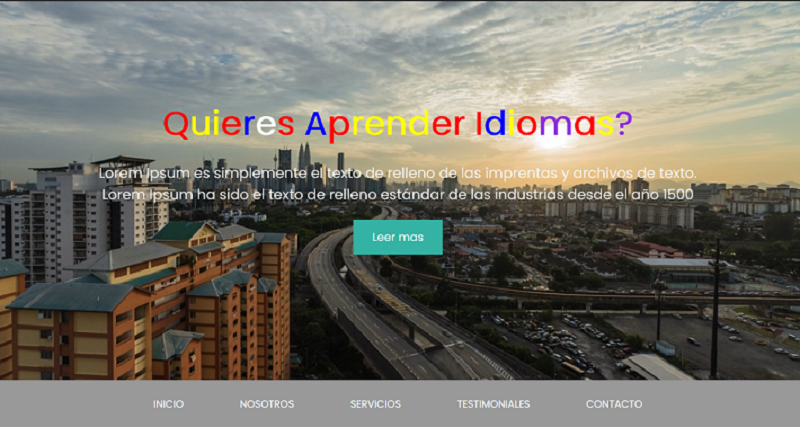 Quieres Aprender Idiomas?
Lorem Ipsum es simplemente el texto de relleno de las imprentas y archivos de texto.
Lorem Ipsum ha sido el texto de relleno estándar de las industrias desde el año 1500
Leer mas
INICIO NOSOTROS SERVICIOS TESTIMONIALES CONTACTO